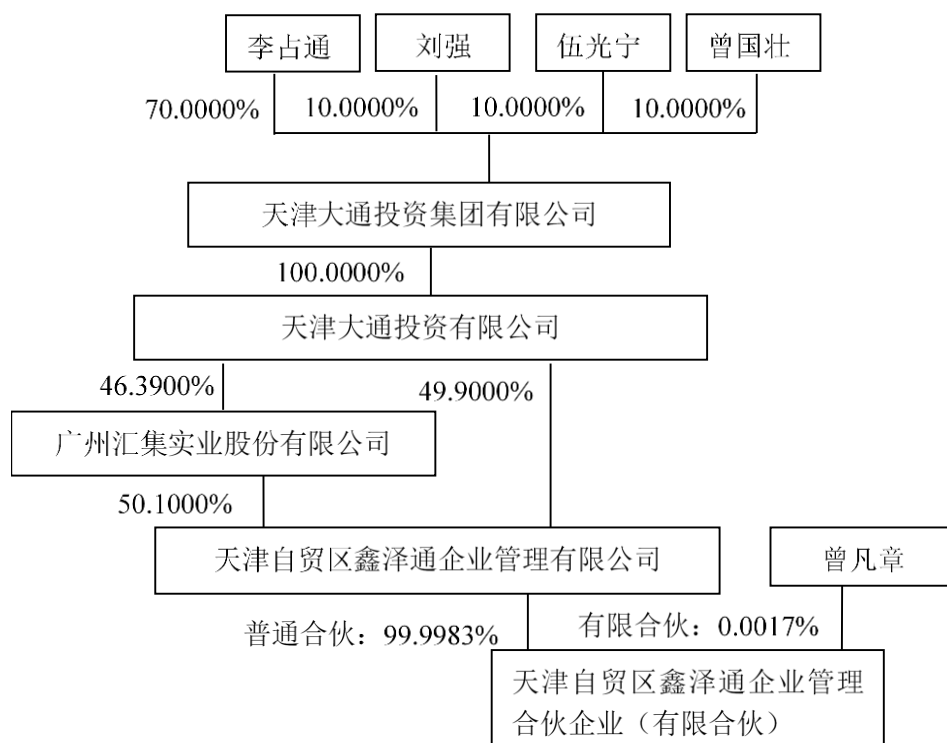 李占通
刘强
伍光宁
曾国壮
70.0000%
10.0000%
10.0000%
10.0000%
天津大通投资集团有限公司
100.0000%
天津大通投资有限公司
46.3900%
49.9000%
广州汇集实业股份有限公司
50.1000%
天津自贸区鑫泽通企业管理有限公司
曾凡章
普通合伙：99.9983%
有限合伙：0.0017%
天津自贸区鑫泽通企业管理
合伙企业（有限合伙）